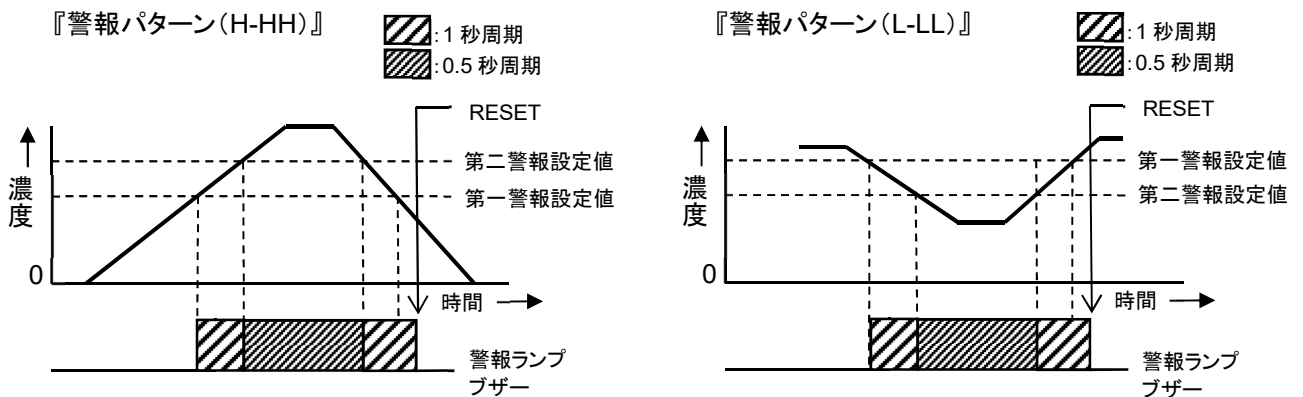 『警報パターン(H-HH)』
:1 秒周期
:0.5 秒周期
RESET
第二警報設定値
第一警報設定値
濃度
0
時間
警報ランプ
ブザー
『警報パターン(L-LL)』
:1 秒周期
:0.5 秒周期
RESET
第一警報設定値
第二警報設定値
濃度
0
時間
警報ランプ
ブザー